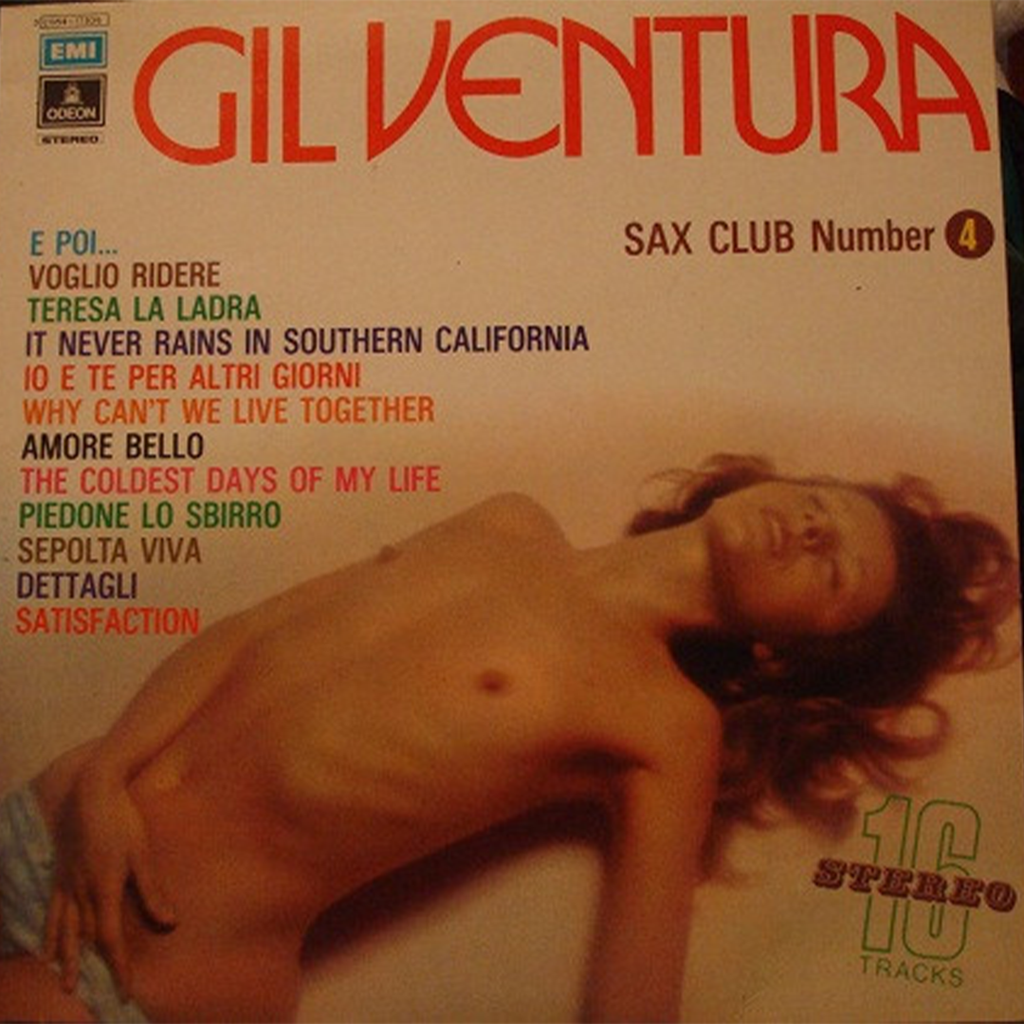 EMI
ODEON
STEREO
GIL VENTURA
SAX CLUB Number 4
E POI...
VOGLIO RIDERE
TERESA LA LADRA
IT NEVER RAINS IN SOUTHERN CALIFORNIA
IO E TE PER ALTRI GIORNI
WHY CAN'T WE LIVE TOGETHER
AMORE BELLO
THE COLDEST DAYS OF MY LIFE
PIEDONE LO SBIRRO
SEPOLTA VIVA
DETTAGLI
SATISFACTION
16
STEREO
TRACKS